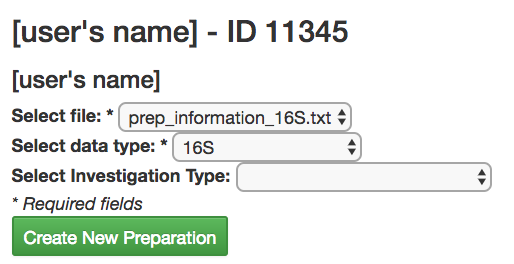 [user's name] - ID 11345
[user's name]
Select file: * prep_information_16S.txt
Select data type: * 16S
Select Investigation Type:
* Required fields
Create New Preparation